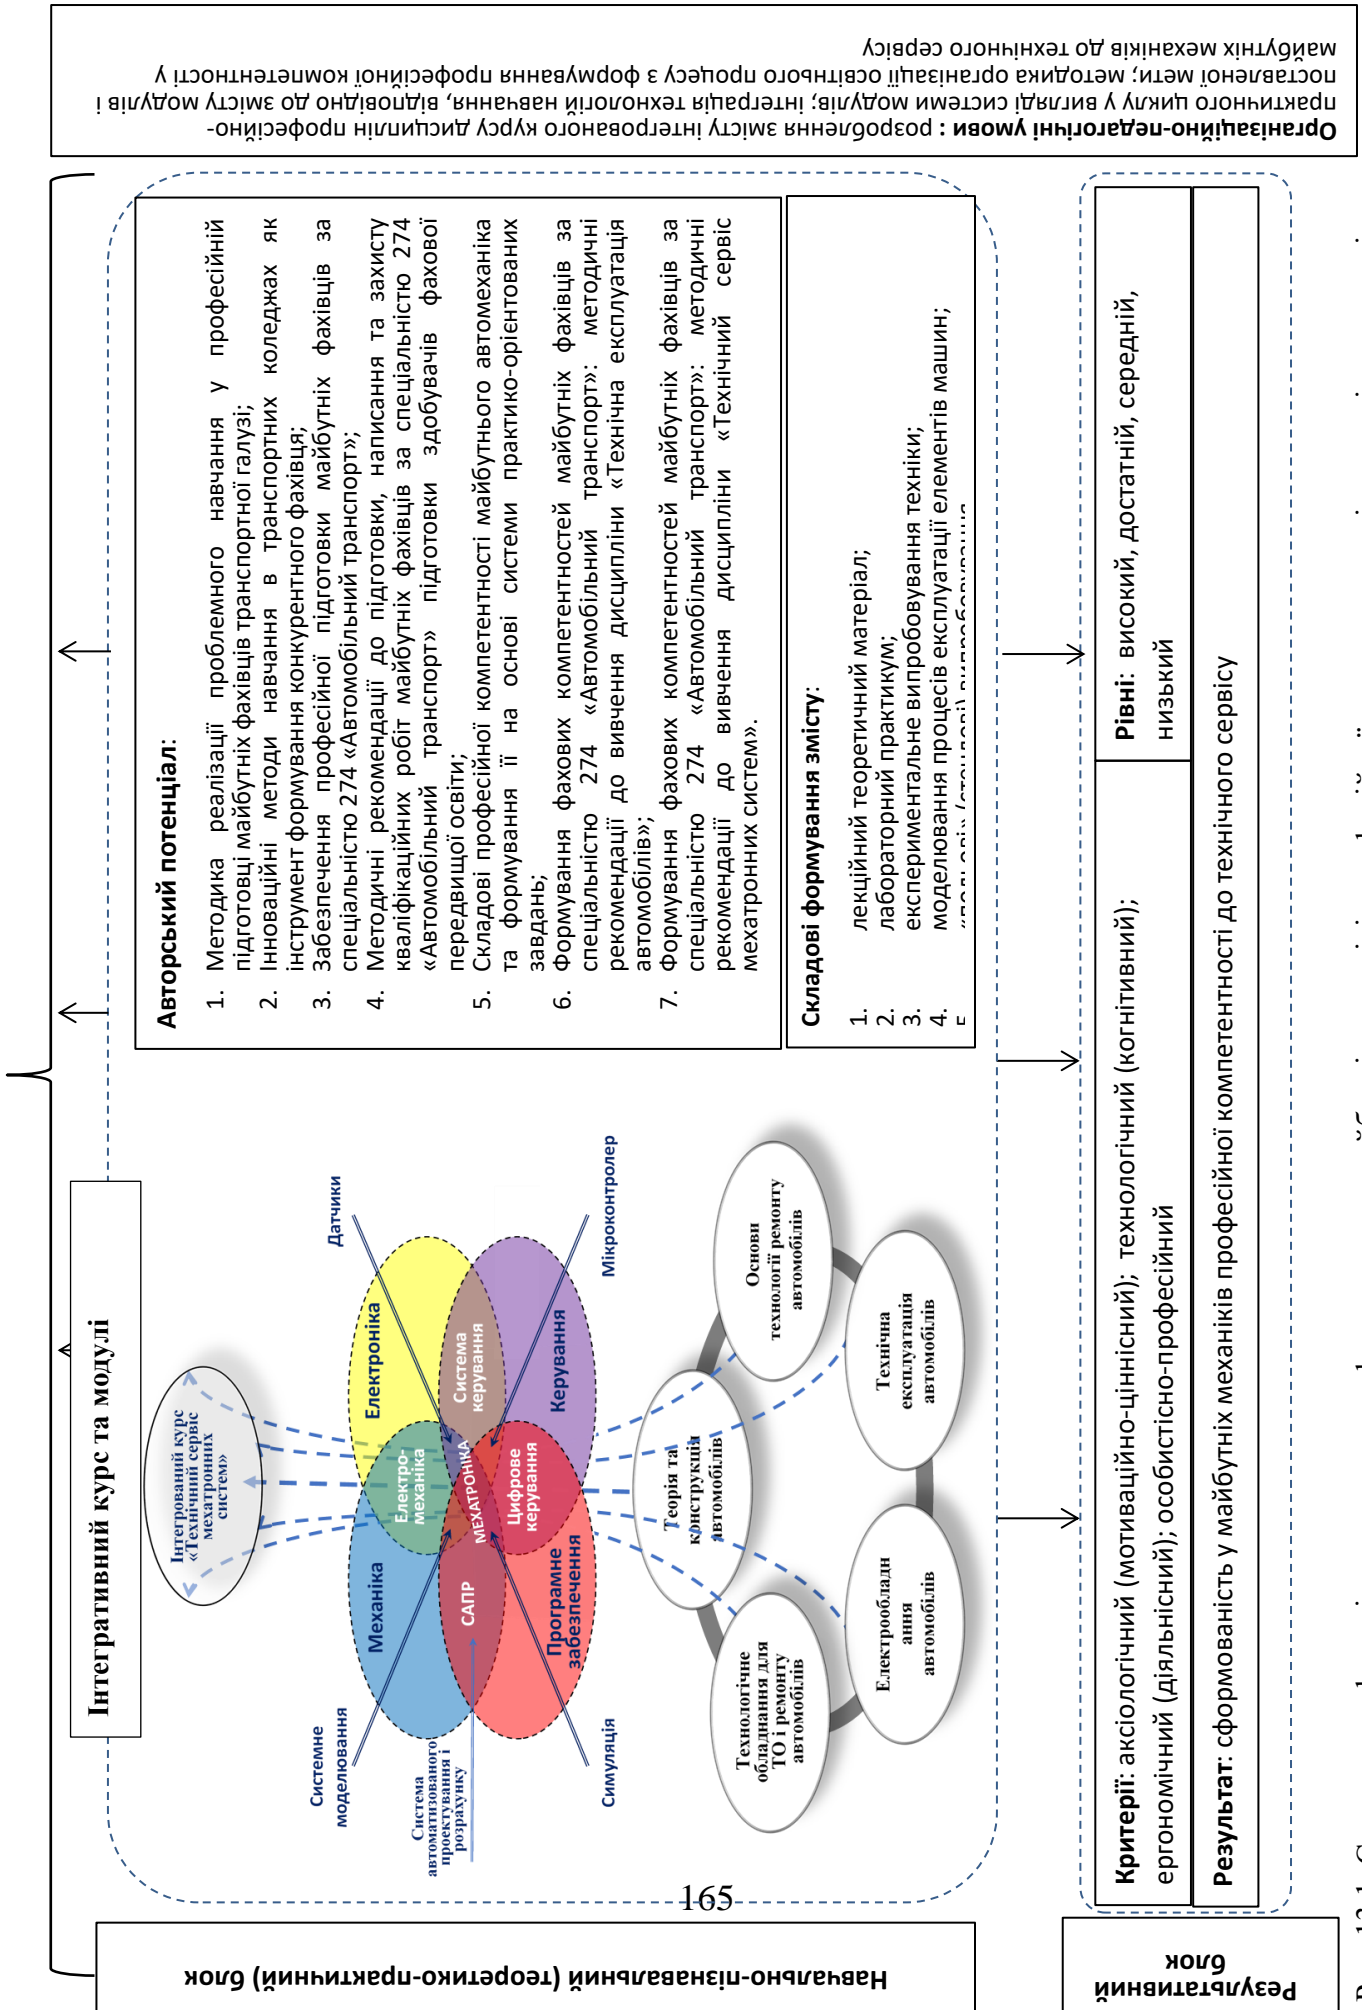 Інтегративний курс та модулі
Навчально-пізнавальний (теоретико-практичний) блок
Інтегрований курс
«Технічний сервіс
мехатронних
систем»
Системне
моделювання
Датчики
Механіка
Електроніка
Електро-
механіка
Система
автоматизованого
проектування і
розрахунку
САПР
МЕХАТРОНІКА
Система
керування
Цифрове
керування
Програмне
забезпечення
Керування
Симуляція
Мікроконтролер
Теорія та
конструкція
автомобілів
Технологічне
обладнання для
ТО і ремонту
автомобілів
Основи
технології ремонту
автомобілів
Електрообладн
ання
автомобілів
Технічна
експлуатація
автомобілів
Авторський потенціал:
1. Методика реалізації проблемного навчання у професійній
підготовці майбутніх фахівців транспортної галузі;
2. Інноваційні методи навчання в транспортних коледжах як
інструмент формування конкурентного фахівця;
3. Забезпечення професійної підготовки майбутніх фахівців за
спеціальністю 274 «Автомобільний транспорт»;
4. Методичні рекомендації до підготовки, написання та захисту
кваліфікаційних робіт майбутніх фахівців за спеціальністю 274
«Автомобільний транспорт» підготовки здобувачів фахової
передвищої освіти;
5. Складові професійної компетентності майбутнього автомеханіка
та формування її на основі системи практико-орієнтованих
завдань;
6. Формування фахових компетентностей майбутніх фахівців за
спеціальністю 274 «Автомобільний транспорт»: методичні
рекомендації до вивчення дисципліни «Технічна експлуатація
автомобілів»;
7. Формування фахових компетентностей майбутніх фахівців за
спеціальністю 274 «Автомобільний транспорт»: методичні
рекомендації до вивчення дисципліни «Технічний сервіс
мехатронних систем».
Складові формування змісту:
1. лекційний теоретичний матеріал;
2. лабораторний практикум;
3. експериментальне випробовування техніки;
4. моделювання процесів експлуатації елементів машин;
Організаційно-педагогічні умови : розроблення змісту інтегрованого курсу дисциплін професійно-
практичного циклу у вигляді системи модулів; інтеграція технологій навчання, відповідно до змісту модулів і
поставленої мети; методика організації освітнього процесу з формування професійної компетентності у
майбутніх механіків до технічного сервісу
Результативний
блок
Критерії: аксіологічний (мотиваційно-ціннісний); технологічний (когнітивний);
ергономічний (діяльнісний); особистісно-професійний
Рівні: високий, достатній, середній,
низький
Результат: сформованість у майбутніх механіків професійної компетентності до технічного сервісу
165